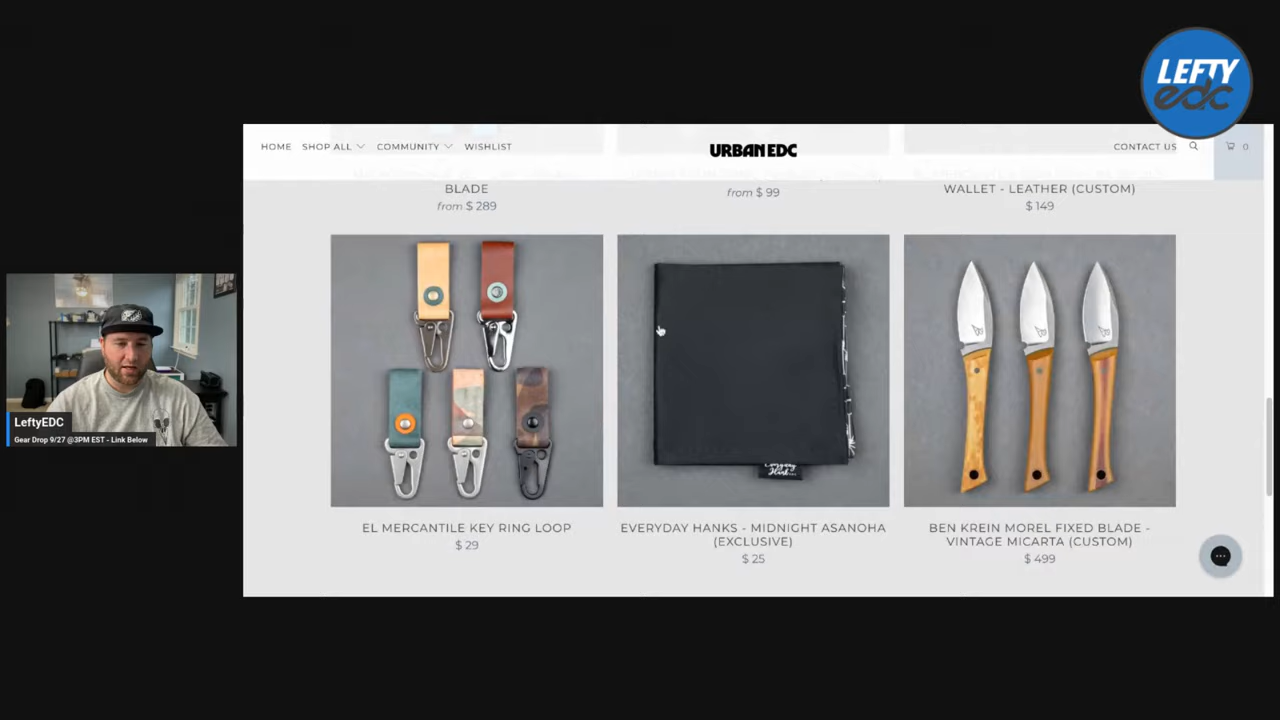 LEFTY
edc
HOME SHOP ALL COMMUNITY WISHLIST
URBAN EDC
CONTACT US 0
BLADE
from $ 289
from $ 99
WALLET - LEATHER (CUSTOM)
$ 149
EL MERCANTILE KEY RING LOOP
$ 29
EVERYDAY HANKS - MIDNIGHT ASANOHA
(EXCLUSIVE)
$ 25
BEN KREIN MOREL FIXED BLADE -
VINTAGE MICARTA (CUSTOM)
$ 499
LeftyEDC
Gear Drop 9/27 @3PM EST - Link Below